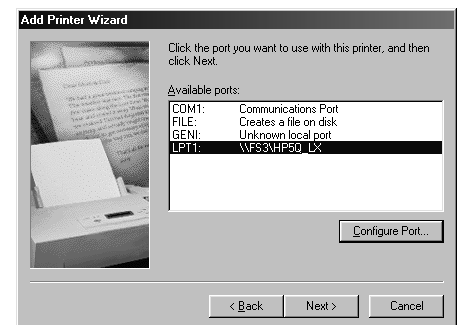 Add Printer Wizard
Click the port you want to use with this printer, and then
click Next.
Available ports:
COM1: Communications Port
FILE: Creates a file on disk
GENI: Unknown local port
LPT1: \\FS3\HP5Q_LX
Configure Port...
< Back
Next >
Cancel